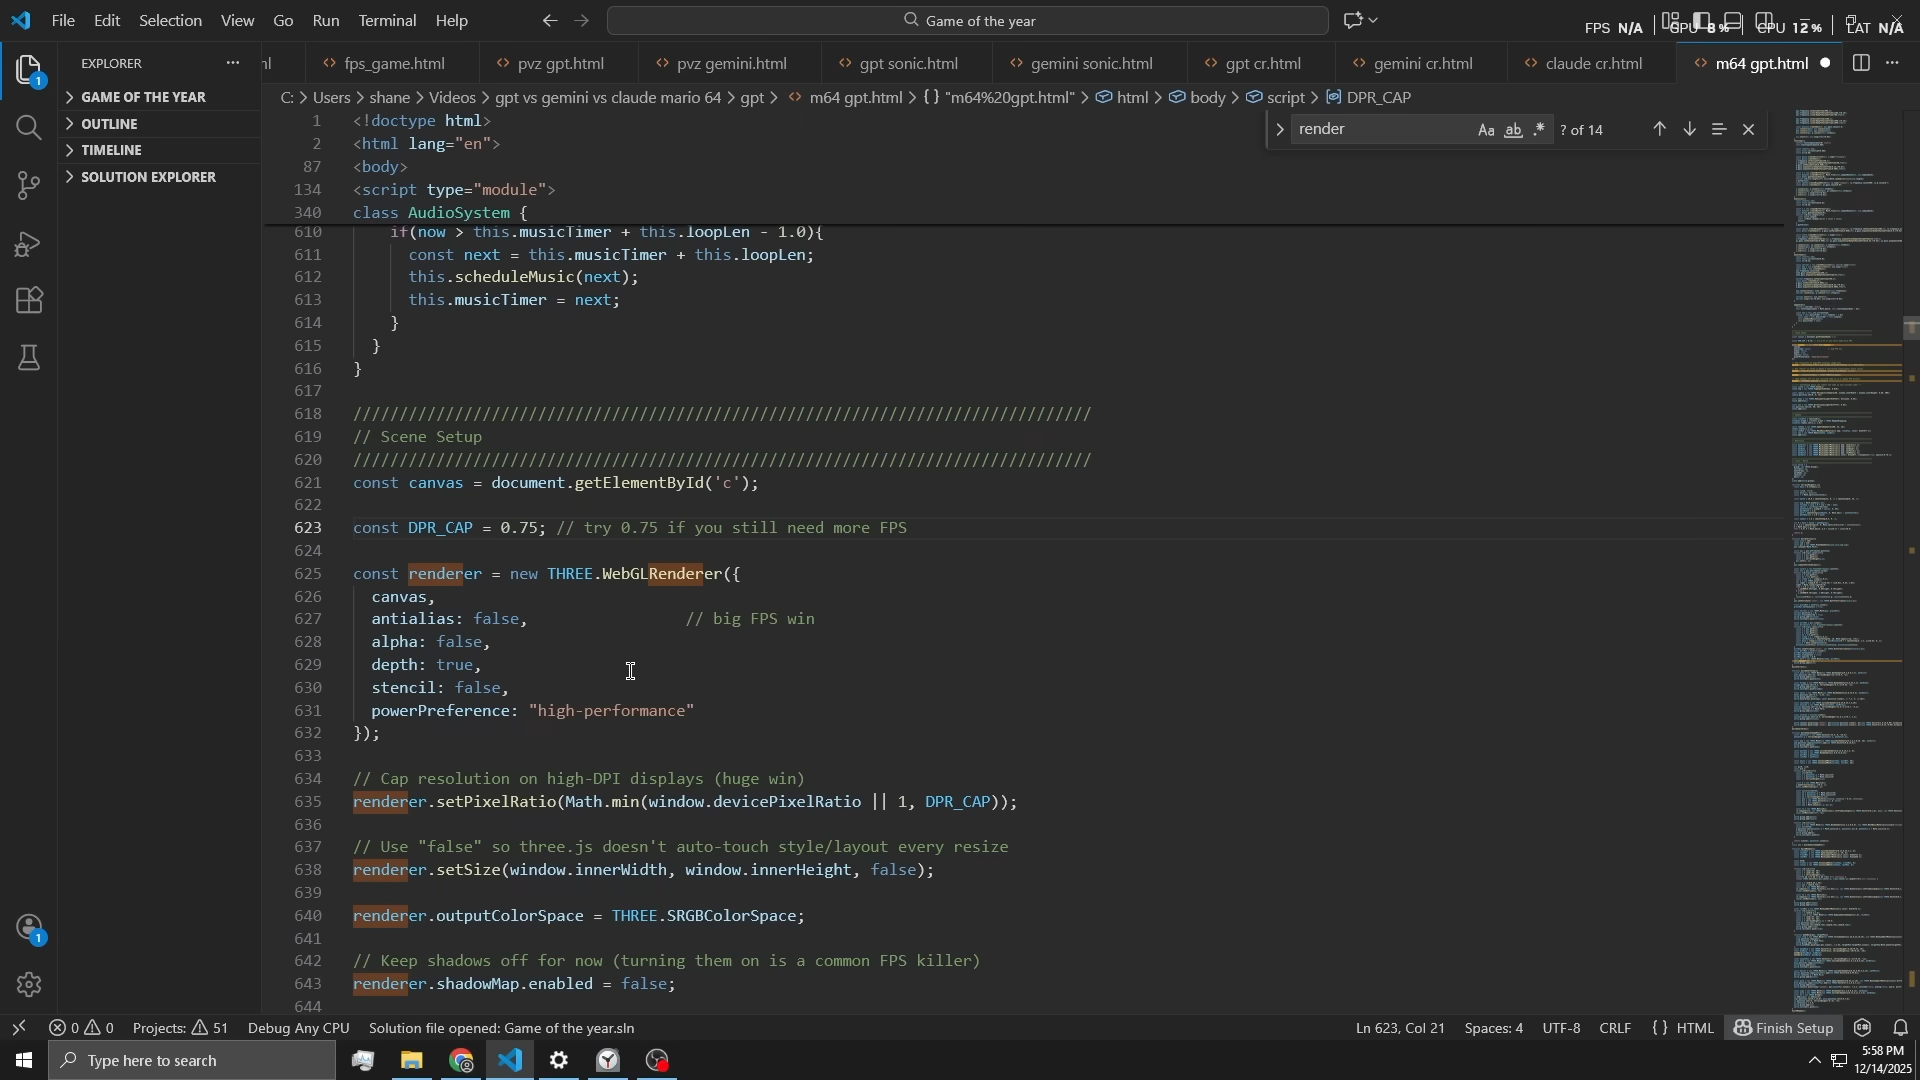 File Edit Selection View Go Run Terminal Help
Game of the year
FPS N/A GPU 8% CPU 12% LAT N/A
EXPLORER
GAME OF THE YEAR
OUTLINE
TIMELINE
SOLUTION EXPLORER
fps_game.html
pvz gpt.html
pvz gemini.html
gpt sonic.html
gemini sonic.html
gpt cr.html
gemini cr.html
claude cr.html
m64 gpt.html
C: > Users > shane > Videos > gpt vs gemini vs claude mario 64 > gpt > m64 gpt.html > {} "m64%20gpt.html" > html > body > script > DPR_CAP
render Aa ab .* ? of 14
1 <!doctype html>
2 <html lang="en">
87 <body>
134 <script type="module">
340 class AudioSystem {
610 if(now > this.musicTimer + this.loopLen - 1.0){
611 const next = this.musicTimer + this.loopLen;
612 this.scheduleMusic(next);
613 this.musicTimer = next;
614 }
615 }
616 }
617
618 ////////////////////////////////////////////////////////////////////////////////
619 // Scene Setup
620 ////////////////////////////////////////////////////////////////////////////////
621 const canvas = document.getElementById('c');
622
623 const DPR_CAP = 0.75; // try 0.75 if you still need more FPS
624
625 const renderer = new THREE.WebGLRenderer({
626 canvas,
627 antialias: false, // big FPS win
628 alpha: false,
629 depth: true,
630 stencil: false,
631 powerPreference: "high-performance"
632 });
633
634 // Cap resolution on high-DPI displays (huge win)
635 renderer.setPixelRatio(Math.min(window.devicePixelRatio || 1, DPR_CAP));
636
637 // Use "false" so three.js doesn't auto-touch style/layout every resize
638 renderer.setSize(window.innerWidth, window.innerHeight, false);
639
640 renderer.outputColorSpace = THREE.SRGBColorSpace;
641
642 // Keep shadows off for now (turning them on is a common FPS killer)
643 renderer.shadowMap.enabled = false;
644
1
1
0 0 Projects: 51 Debug Any CPU Solution file opened: Game of the year.sln
Ln 623, Col 21 Spaces: 4 UTF-8 CRLF {} HTML Finish Setup
Type here to search
5:58 PM
12/14/2025